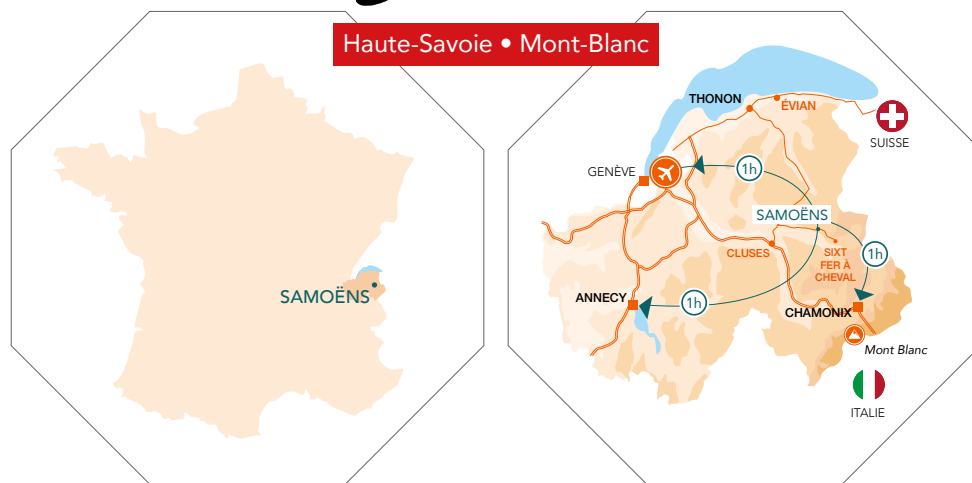 Haute-Savoie • Mont-Blanc
SAMOËNS
THONON
ÉVIAN
SUISSE
GENÈVE
1h
SAMOËNS
CLUSES
SIXT
FER À
CHEVAL
1h
ANNECY
1h
CHAMONIX
Mont Blanc
ITALIE